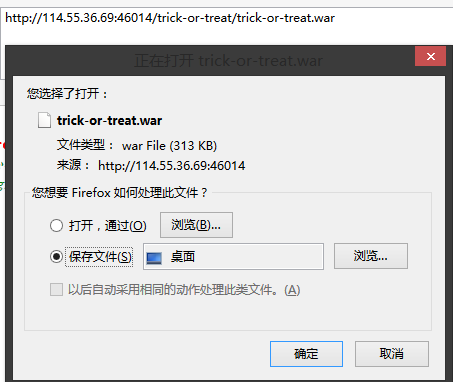 http://114.55.36.69:46014/trick-or-treat/trick-or-treat.war
正在打开 trick-or-treat.war
您选择了打开：
trick-or-treat.war
文件类型： war File (313 KB)
来源： http://114.55.36.69:46014
您想要 Firefox 如何处理此文件？
打开，通过(O) 浏览(B)...
保存文件(S) 桌面 浏览...
以后自动采用相同的动作处理此类文件。(A)
确定 取消